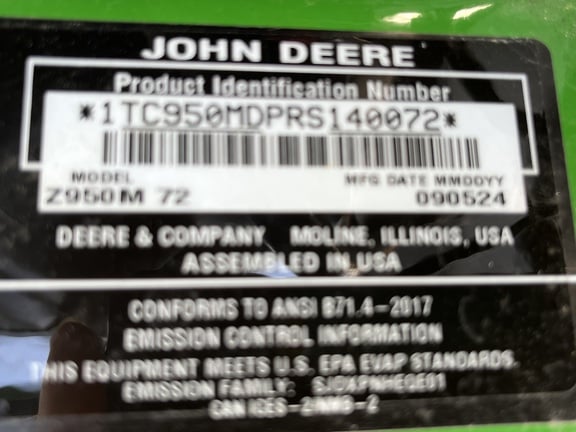 JOHN DEERE
Product Identification Number
*1TC950MDPRS140072*
MODEL MFG DATE MMDDYY
Z950M 72 090524
DEERE & COMPANY MOLINE, ILLINOIS, USA
ASSEMBLED IN USA
CONFORMS TO ANSI B71.4-2017
EMISSION CONTROL INFORMATION
THIS EQUIPMENT MEETS U.S. EPA EVAP STANDARDS.
EMISSION FAMILY:
CAN